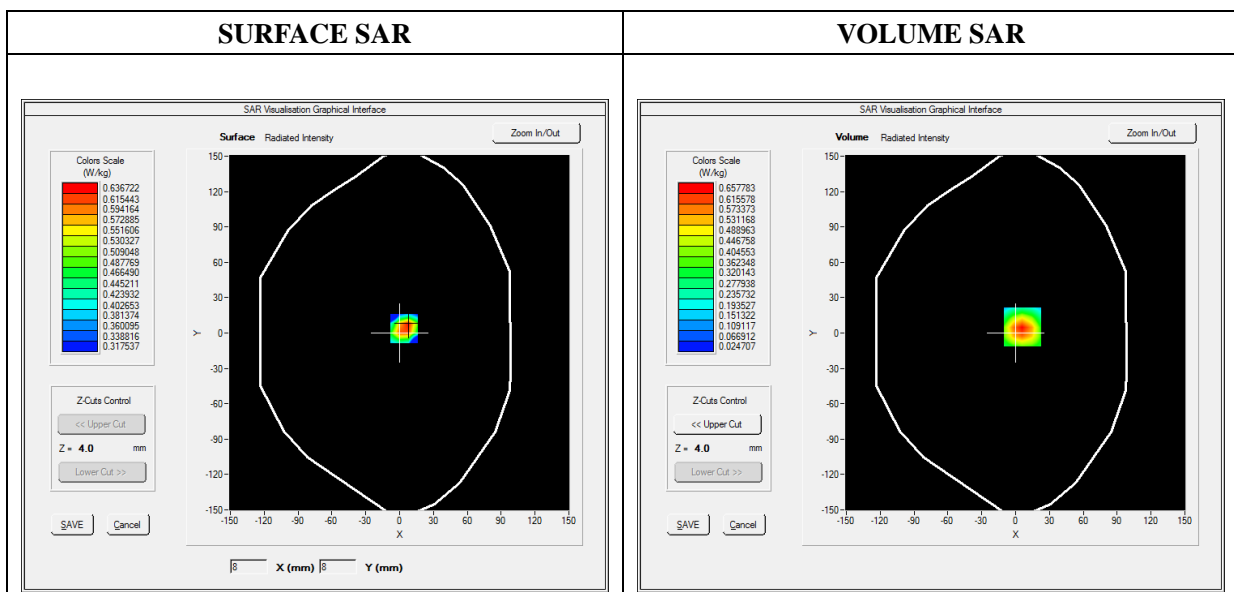 SURFACE SAR
VOLUME SAR
SAR Visualisation Graphical Interface
Surface Radiated Intensity
Zoom In/Out
Colors Scale
(W/kg)
0.636722
0.615443
0.594164
0.572885
0.551606
0.530327
0.509048
0.487769
0.466490
0.445211
0.423932
0.402653
0.381374
0.360095
0.338816
0.317537
Z-Cuts Control
<< Upper Cut
Z = 4.0 mm
Lower Cut >>
SAVE Cancel
150
120
90
60
30
0
-30
-60
-90
-120
-150
Y
-150 -120 -90 -60 -30 0 30 60 90 120 150
X
8 X (mm) 8 Y (mm)
SAR Visualisation Graphical Interface
Volume Radiated Intensity
Zoom In/Out
Colors Scale
(W/kg)
0.657783
0.615578
0.573373
0.531168
0.488963
0.446758
0.404553
0.362348
0.320143
0.277938
0.235732
0.193527
0.151322
0.109117
0.066912
0.024707
Z-Cuts Control
<< Upper Cut
Z = 4.0 mm
Lower Cut >>
SAVE Cancel
150
120
90
60
30
0
-30
-60
-90
-120
-150
Y
-150 -120 -90 -60 -30 0 30 60 90 120 150
X